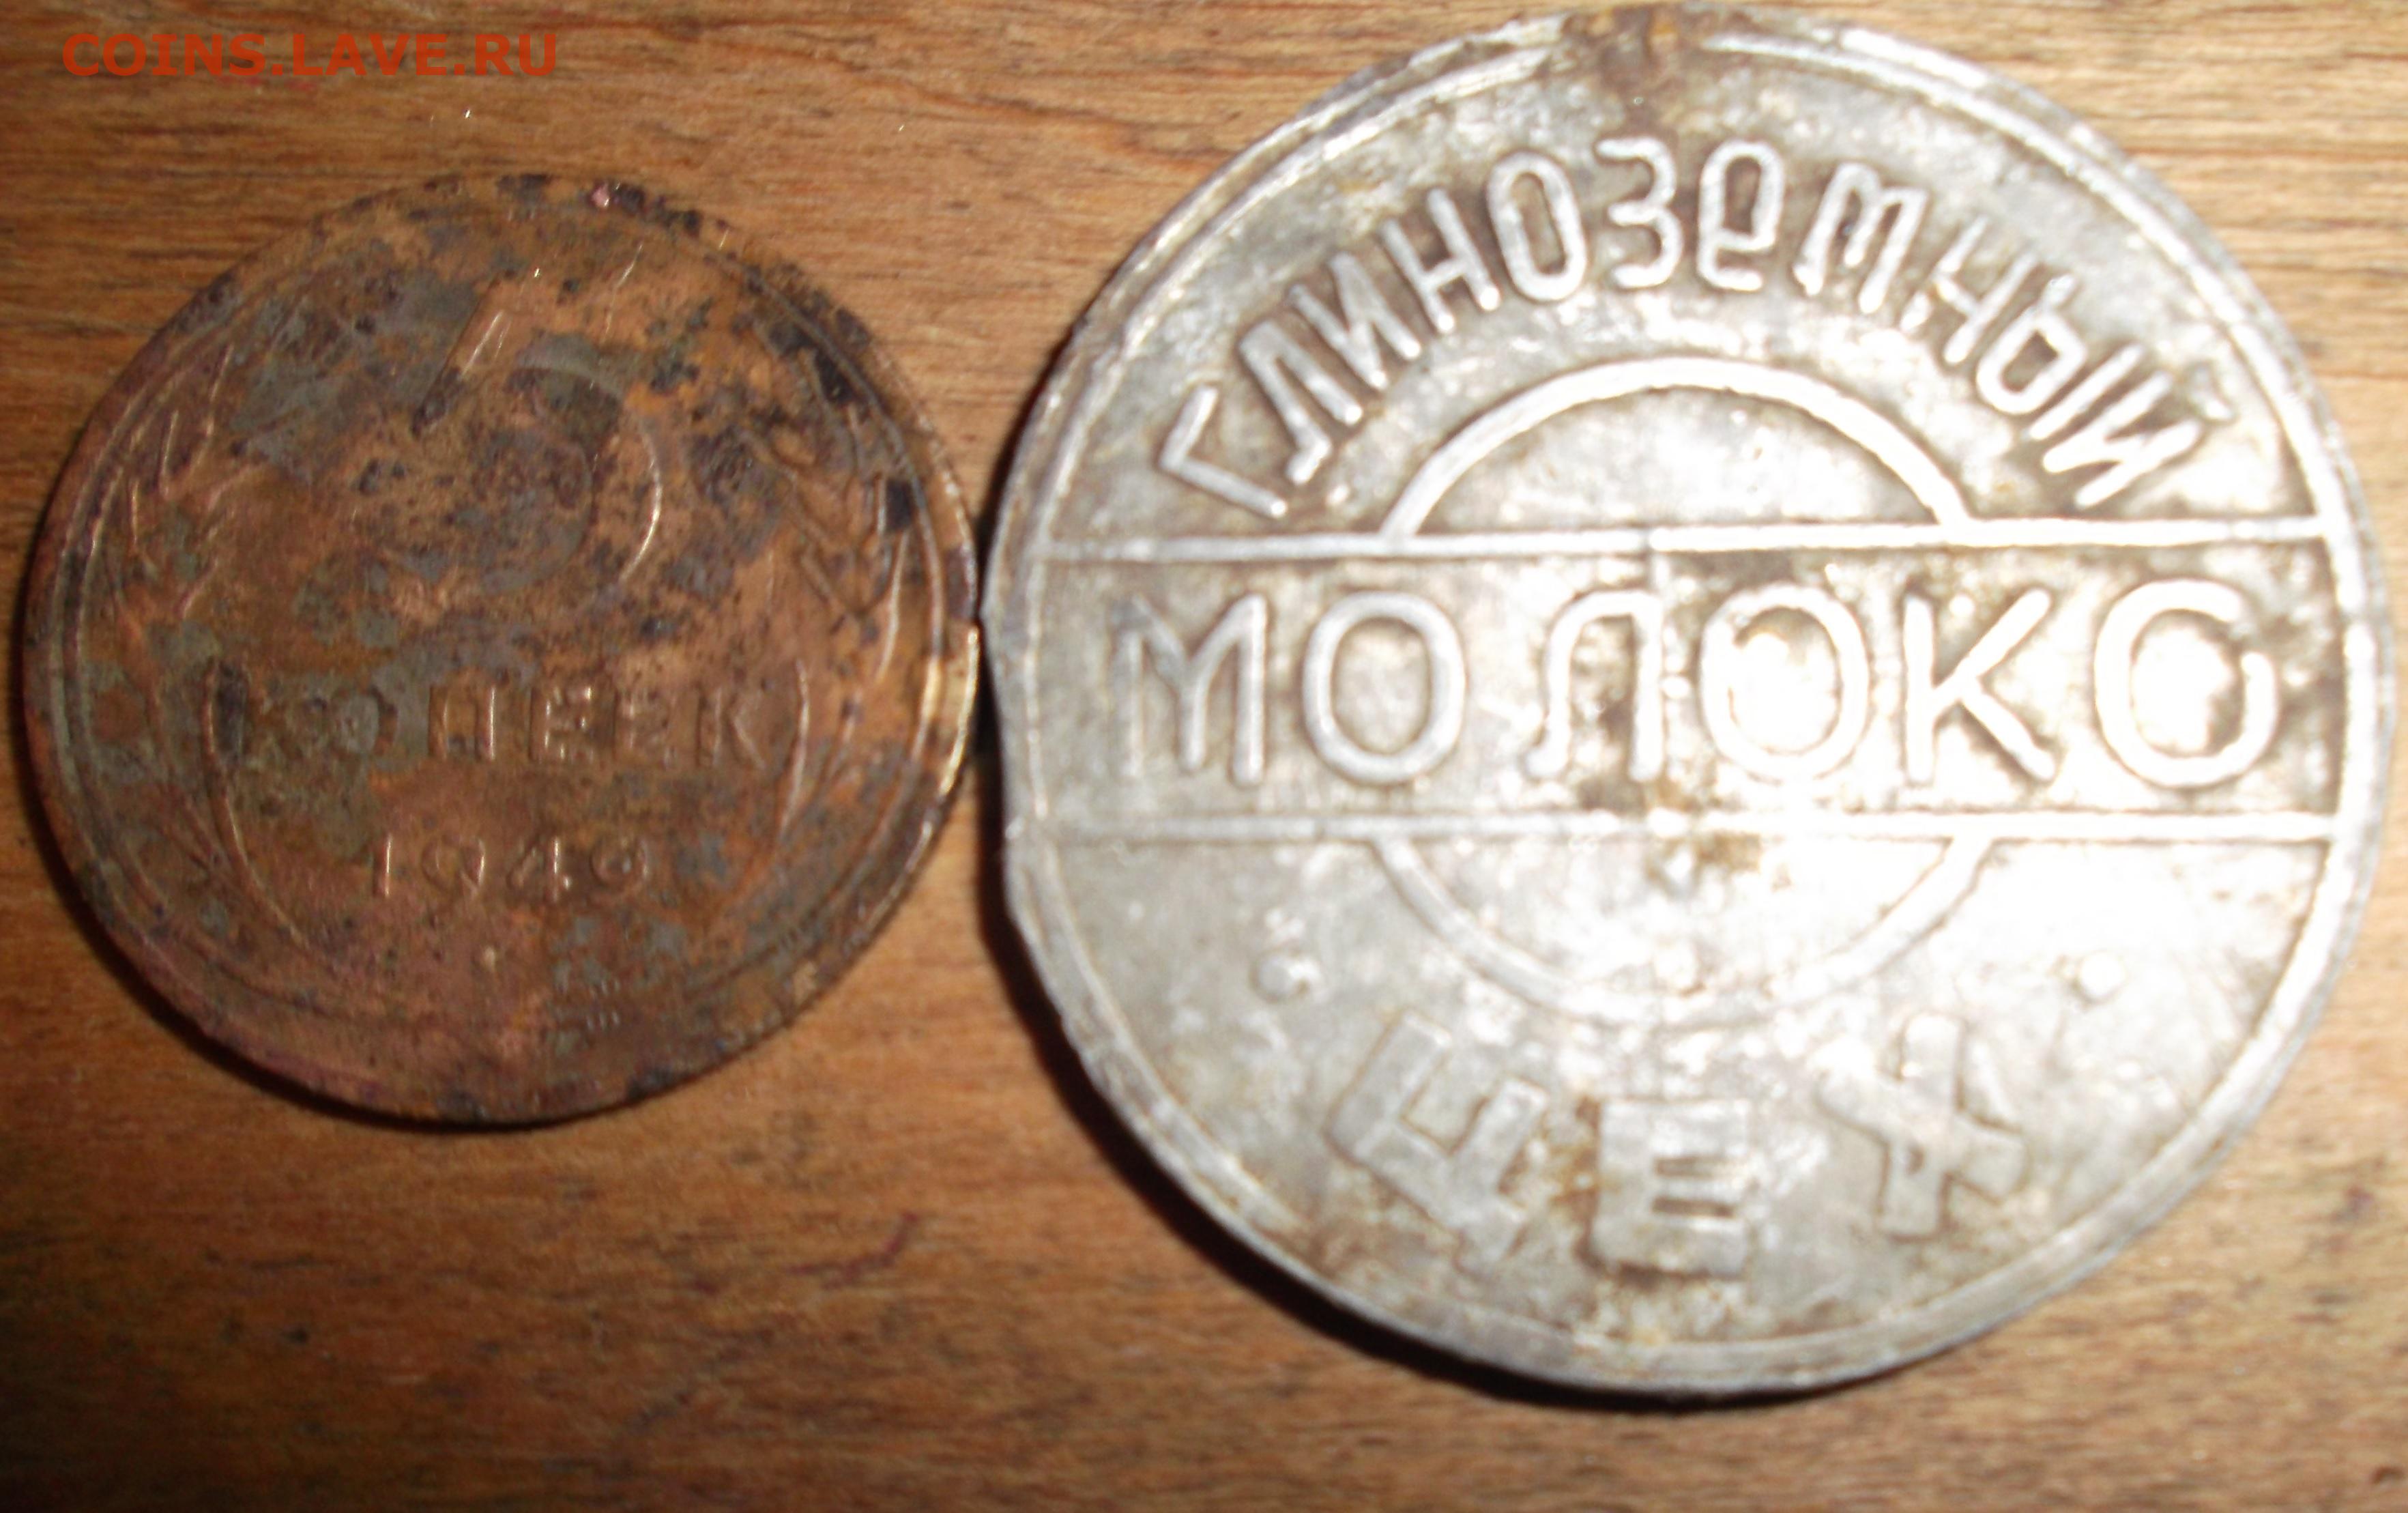 COINS.LAVE.RU
5
КОПЕЕК
1949
ГЛИНОЗЕМНЫЙ
МОЛОКО
ЦЕХ